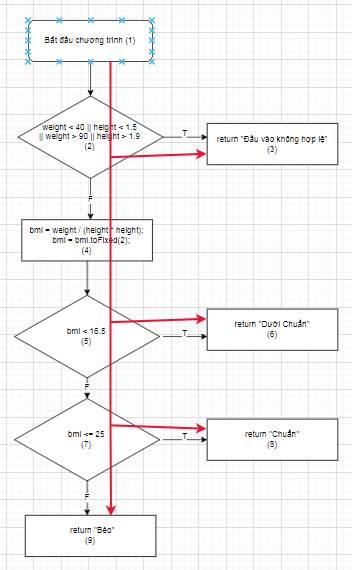 Bắt đầu chương trình (1)
weight < 40 || height < 1.5
|| weight > 90 || height > 1.9
(2)
T
return "Đầu vào không hợp lệ"
(3)
F
bmi = weight / (height * height);
bmi = bmi.toFixed(2);
(4)
bmi < 16.5
(5)
T
return "Dưới Chuẩn"
(6)
F
bmi <= 25
(7)
T
return "Chuẩn"
(8)
F
return "Béo"
(9)